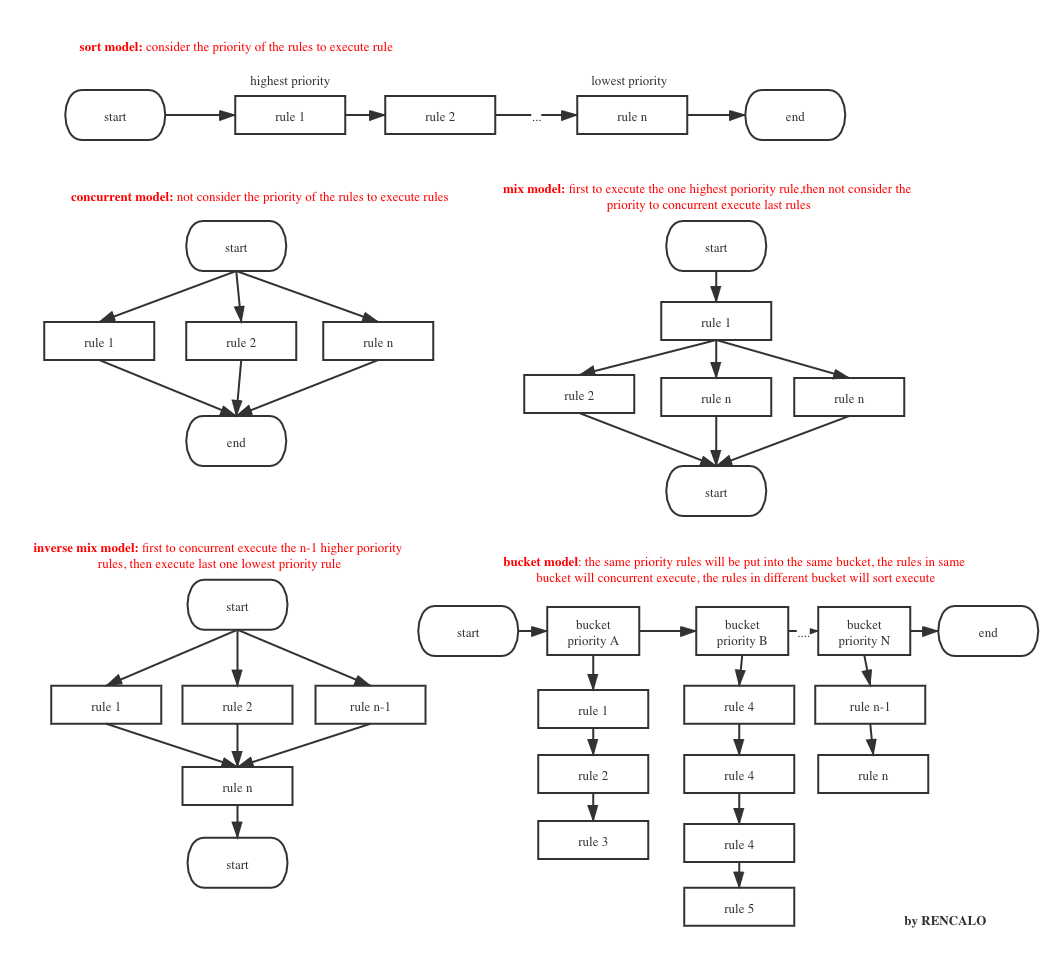 sort model: consider the priority of the rules to execute rule
highest priority
lowest priority
start
rule 1
rule 2
...
rule n
end
concurrent model: not consider the priority of the rules to execute rules
start
rule 1
rule 2
rule n
end
mix model: first to execute the one highest poriority rule,then not consider the
priority to concurrent execute last rules
start
rule 1
rule 2
rule n
rule n
start
inverse mix model: first to concurrent execute the n-1 higher poriority
rules, then execute last one lowest priority rule
start
rule 1
rule 2
rule n-1
rule n
start
bucket model: the same priority rules will be put into the same bucket, the rules in same
bucket will concurrent execute, the rules in different bucket will sort execute
start
bucket
priority A
bucket
priority B
....
bucket
priority N
end
rule 1
rule 2
rule 3
rule 4
rule 4
rule 4
rule 5
rule n-1
rule n
by RENCALO